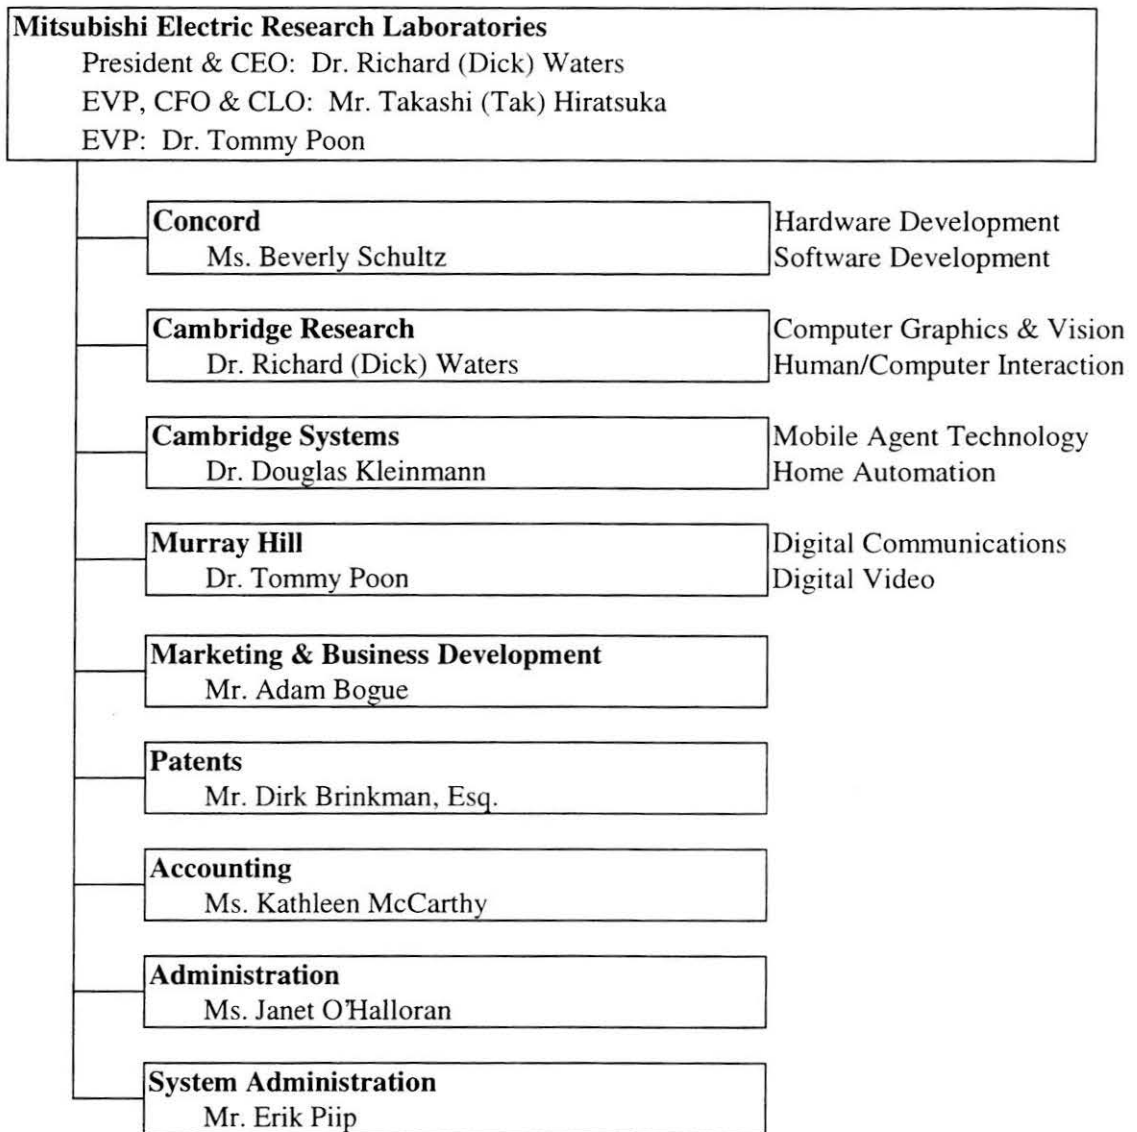 Mitsubishi Electric Research Laboratories
President & CEO: Dr. Richard (Dick) Waters
EVP, CFO & CLO: Mr. Takashi (Tak) Hiratsuka
EVP: Dr. Tommy Poon
Concord
Ms. Beverly Schultz
Hardware Development
Software Development
Cambridge Research
Dr. Richard (Dick) Waters
Computer Graphics & Vision
Human/Computer Interaction
Cambridge Systems
Dr. Douglas Kleinmann
Mobile Agent Technology
Home Automation
Murray Hill
Dr. Tommy Poon
Digital Communications
Digital Video
Marketing & Business Development
Mr. Adam Bogue
Patents
Mr. Dirk Brinkman, Esq.
Accounting
Ms. Kathleen McCarthy
Administration
Ms. Janet O'Halloran
System Administration
Mr. Erik Piip